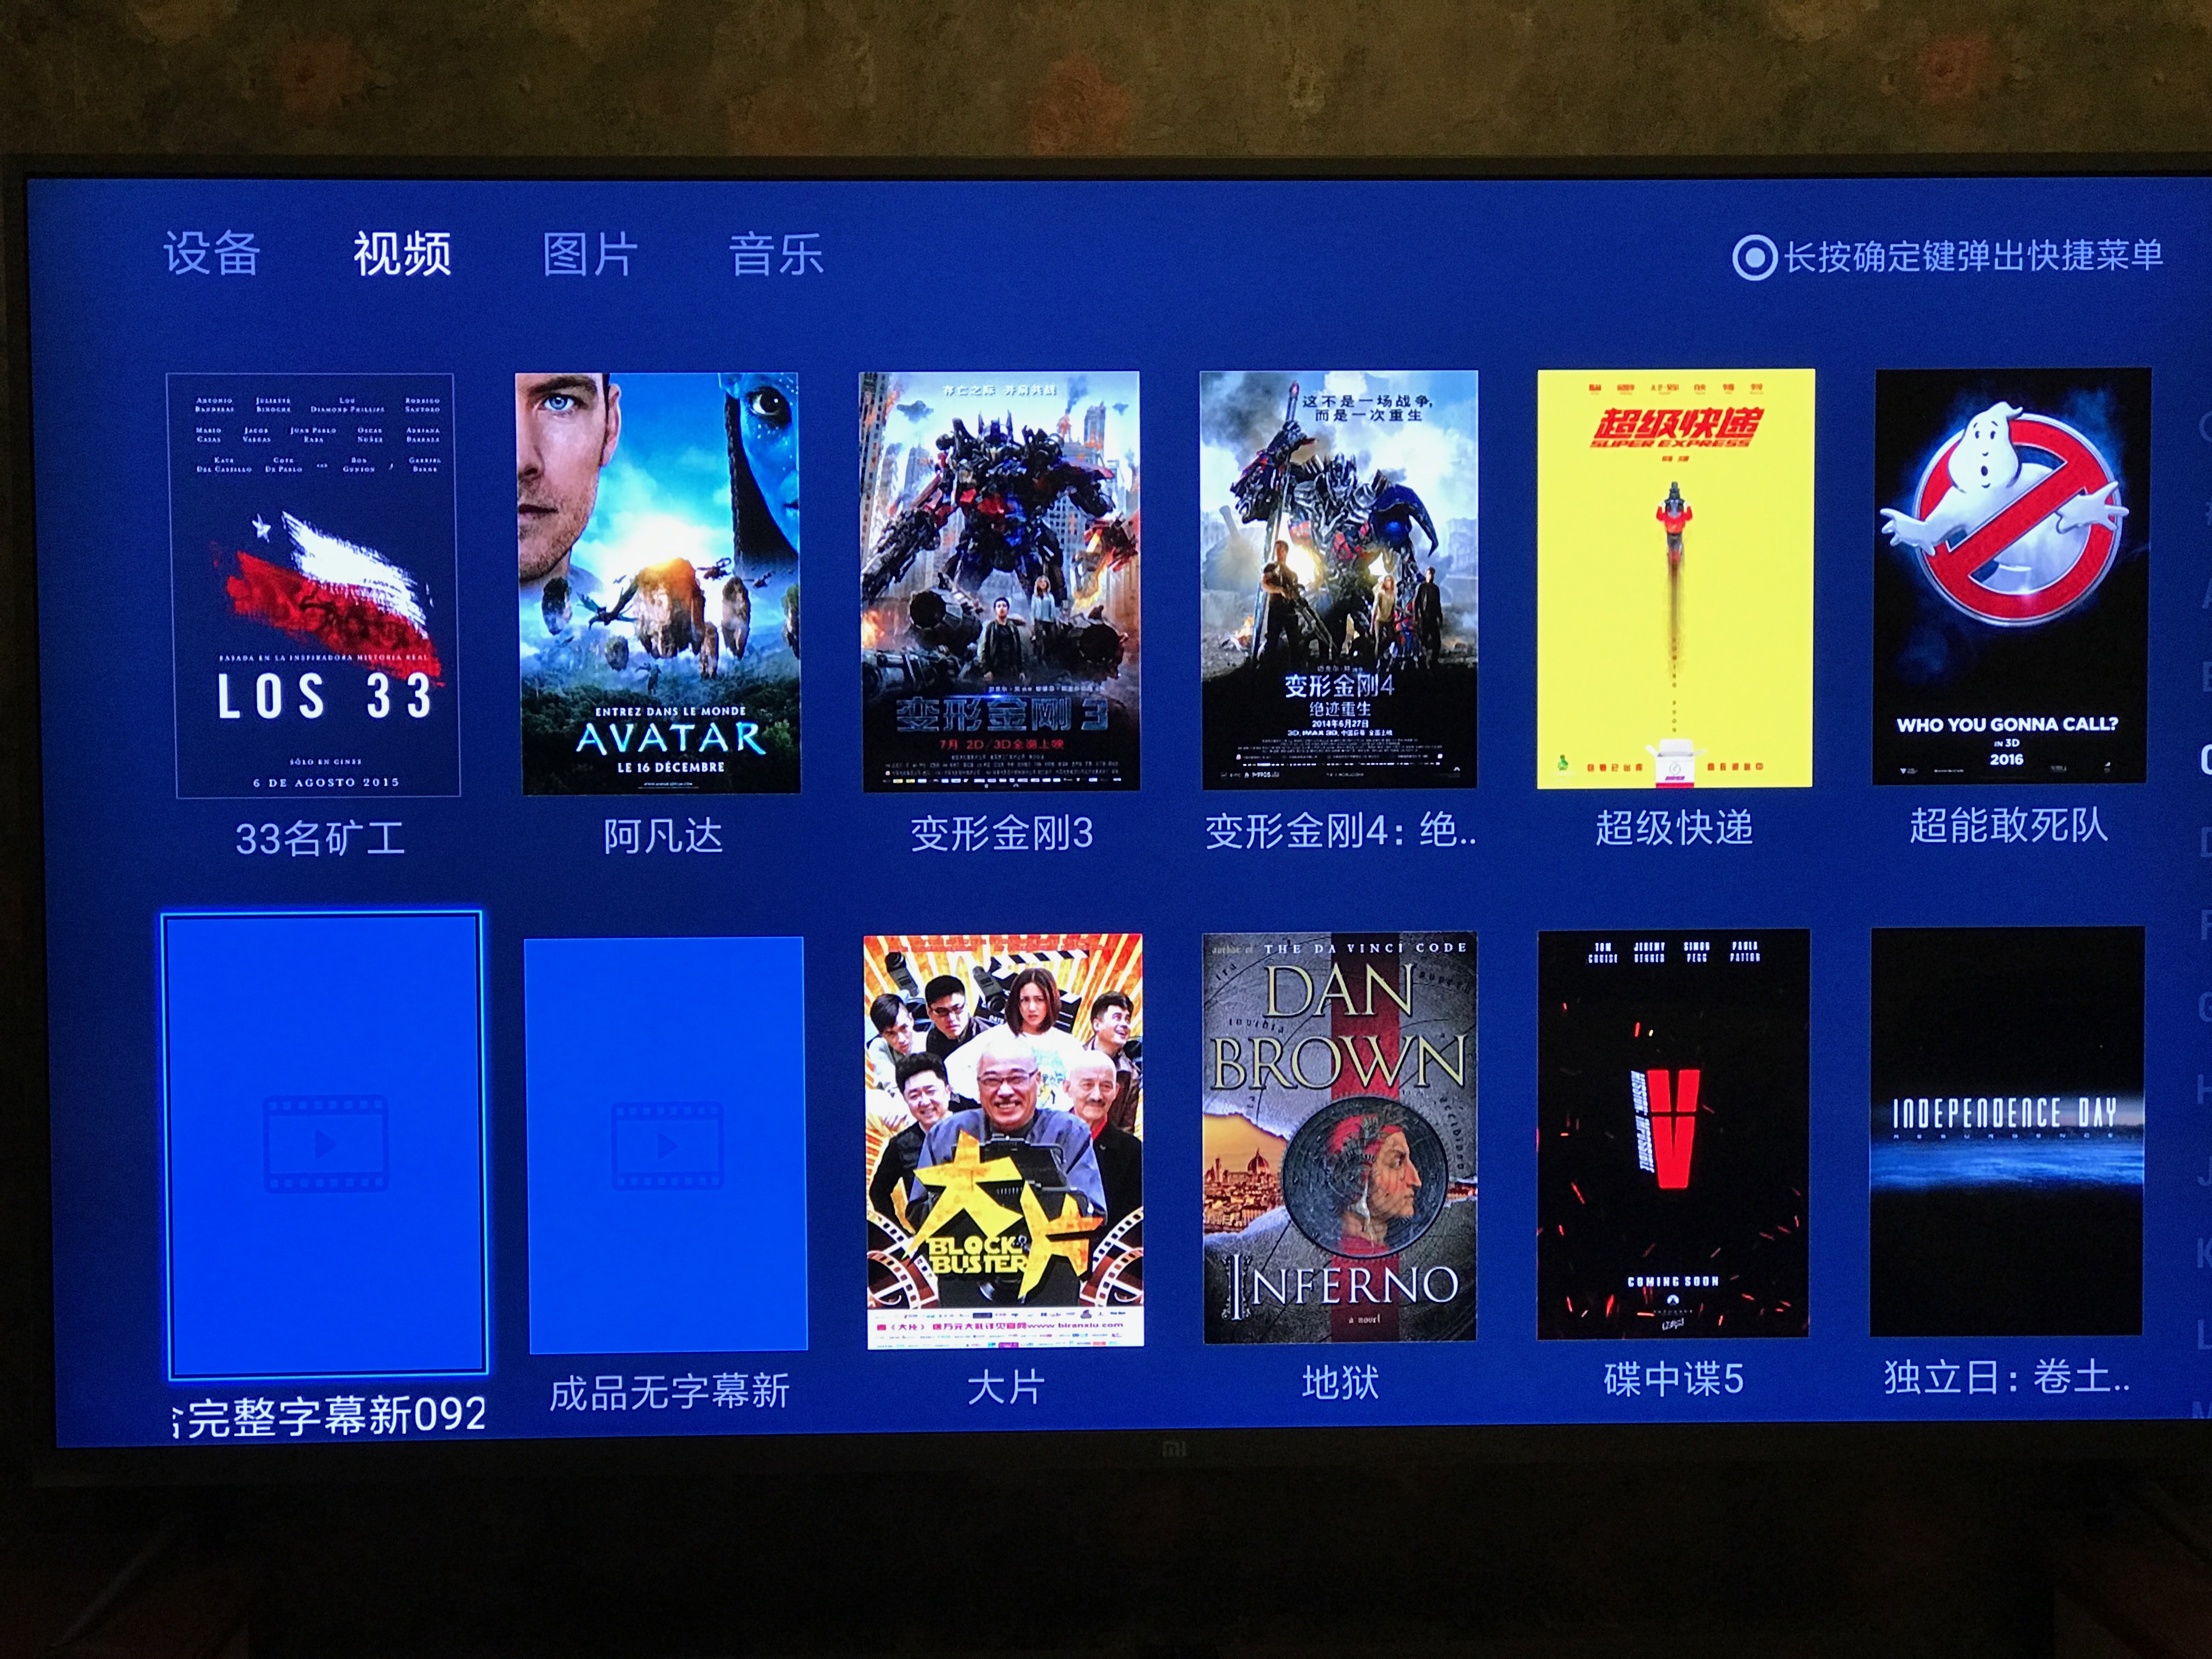 设备 视频 图片 音乐
长按确定键弹出快捷菜单
ANTONIO BANDERAS JULIETTE BINOCHE LOU DIAMOND PHILLIPS RODRIGO SANTORO
MARIO CASAS JACOB VARGAS JUAN PABLO RABA OSCAR NUÑEZ ADRIANA BARRAZA
KATE DEL CASTILLO COTE DE PABLO AND BOB GUNTON Y GABRIEL BYRNE
BASADA EN LA INSPIRADORA HISTORIA REAL
LOS 33
SÓLO EN CINES
6 DE AGOSTO 2015
33名矿工
ENTREZ DANS LE MONDE
AVATAR
LE 16 DÉCEMBRE
阿凡达
存亡之际 并肩共战
变形金刚3
7月 2D/3D全面上映
变形金刚3
这不是一场战争,
而是一次重生
变形金刚4
绝迹重生
2014年6月27日
3D, IMAX 3D, 中国巨幕 全面上映
变形金刚4：绝..
超级快递
SUPER EXPRESS
超级快递
WHO YOU GONNA CALL?
IN 3D
2016
超能敢死队
完整字幕新092
成品无字幕新
大片
BLOCK
BUSTER
www.biranxiu.com
大片
author of THE DA VINCI CODE
DAN
BROWN
INFERNO
a novel
地狱
TOM CRUISE JEREMY RENNER SIMON PEGG PAULA PATTON
MISSION: IMPOSSIBLE
V
COMING SOON
碟中谍5
INDEPENDENCE DAY
RESURGENCE
独立日：卷土..
mi